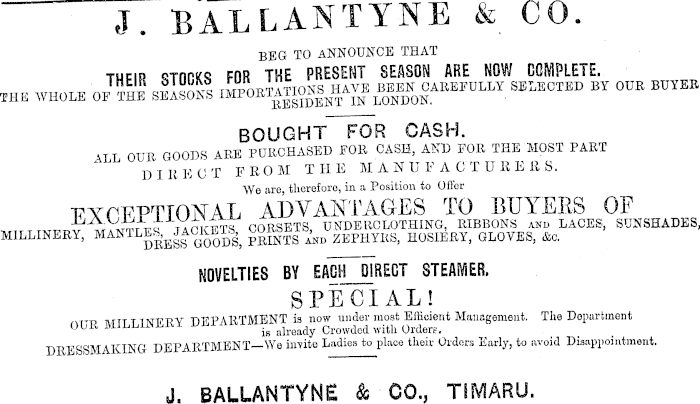 J. BALLANTYNE & CO.
BEG TO ANNOUNCE THAT
THEIR STOCKS FOR THE PRESENT SEASON ARE NOW COMPLETE.
THE WHOLE OF THE SEASONS IMPORTATIONS HAVE BEEN CAREFULLY SELECTED BY OUR BUYER
RESIDENT IN LONDON.
BOUGHT FOR CASH.
ALL OUR GOODS ARE PURCHASED FOR CASH, AND FOR THE MOST PART
DIRECT FROM THE MANUFACTURERS.
We are, therefore, in a Position to Offer
EXCEPTIONAL ADVANTAGES TO BUYERS OF
MILLINERY, MANTLES, JACKETS, CORSETS, UNDERCLOTHING, RIBBONS AND LACES, SUNSHADES,
DRESS GOODS, PRINTS AND ZEPHYRS, HOSIERY, GLOVES, &c.
NOVELTIES BY EACH DIRECT STEAMER.
SPECIAL!
OUR MILLINERY DEPARTMENT is now under most Efficient Management. The Department
is already Crowded with Orders.
DRESSMAKING DEPARTMENT—We invite Ladies to place their Orders Early, to avoid Disappointment.
J. BALLANTYNE & CO., TIMARU.